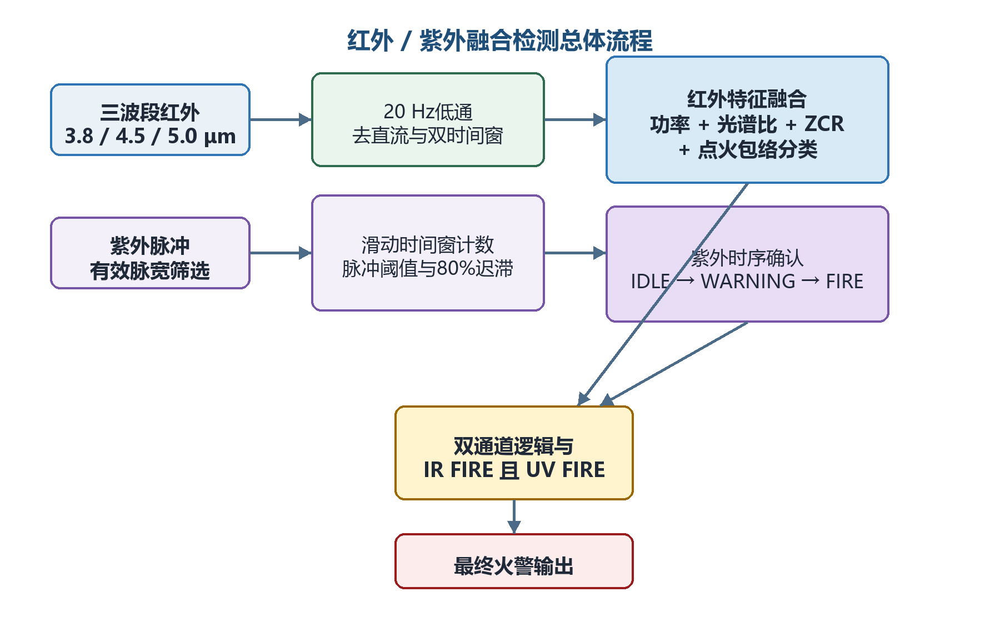 红外 / 紫外融合检测总体流程
三波段红外
3.8 / 4.5 / 5.0 μm
20 Hz低通
去直流与双时间窗
红外特征融合
功率 + 光谱比 + ZCR
+ 点火包络分类
紫外脉冲
有效脉宽筛选
滑动时间窗计数
脉冲阈值与80%迟滞
紫外时序确认
IDLE → WARNING → FIRE
双通道逻辑与
IR FIRE 且 UV FIRE
最终火警输出